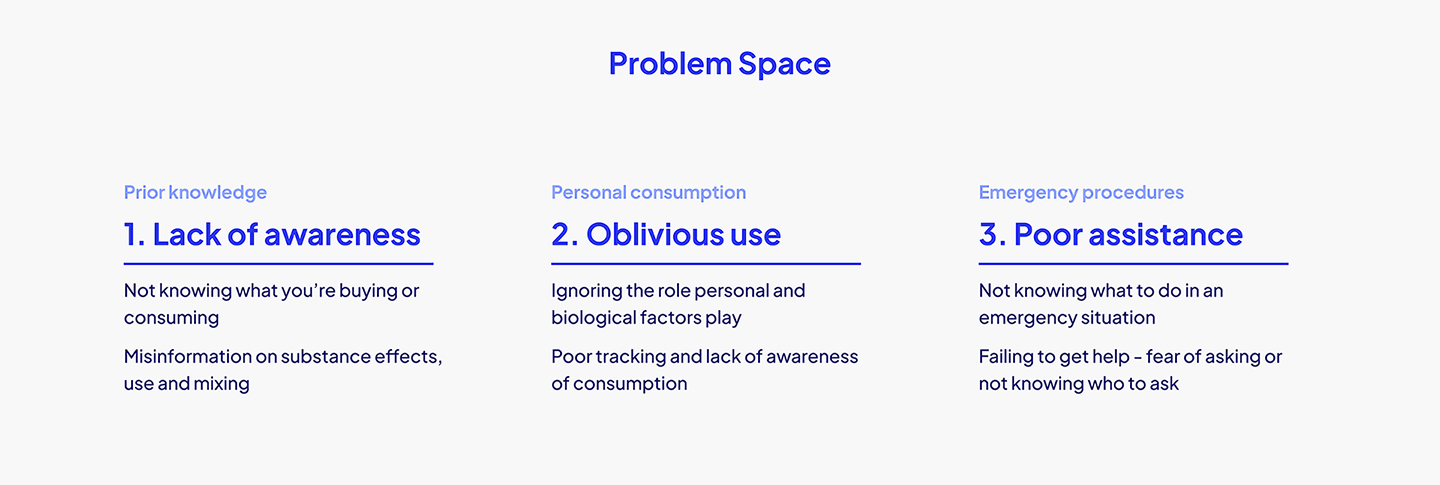 Problem Space
Prior knowledge
1. Lack of awareness
Not knowing what you’re buying or
consuming
Misinformation on substance effects,
use and mixing
Personal consumption
2. Oblivious use
Ignoring the role personal and
biological factors play
Poor tracking and lack of awareness
of consumption
Emergency procedures
3. Poor assistance
Not knowing what to do in an
emergency situation
Failing to get help - fear of asking or
not knowing who to ask